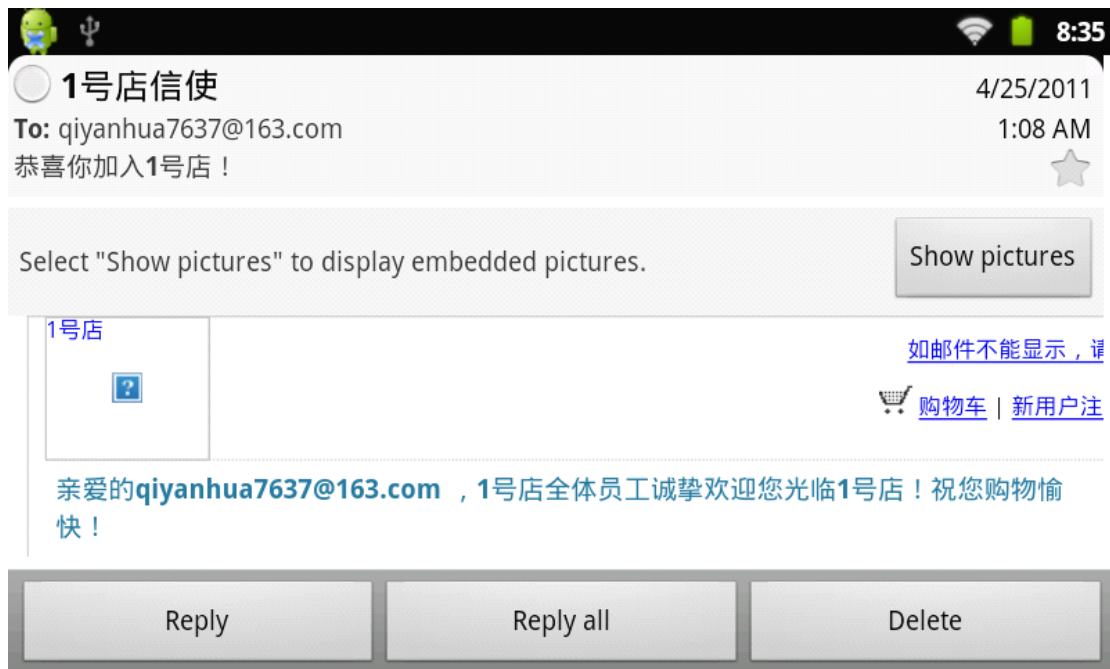 8:35
1号店信使
4/25/2011
To: qiyanhua7637@163.com
1:08 AM
恭喜你加入1号店！
Select "Show pictures" to display embedded pictures.
Show pictures
1号店
如邮件不能显示，请
购物车 | 新用户注
亲爱的qiyanhua7637@163.com ，1号店全体员工诚挚欢迎您光临1号店！祝您购物愉
快！
Reply
Reply all
Delete